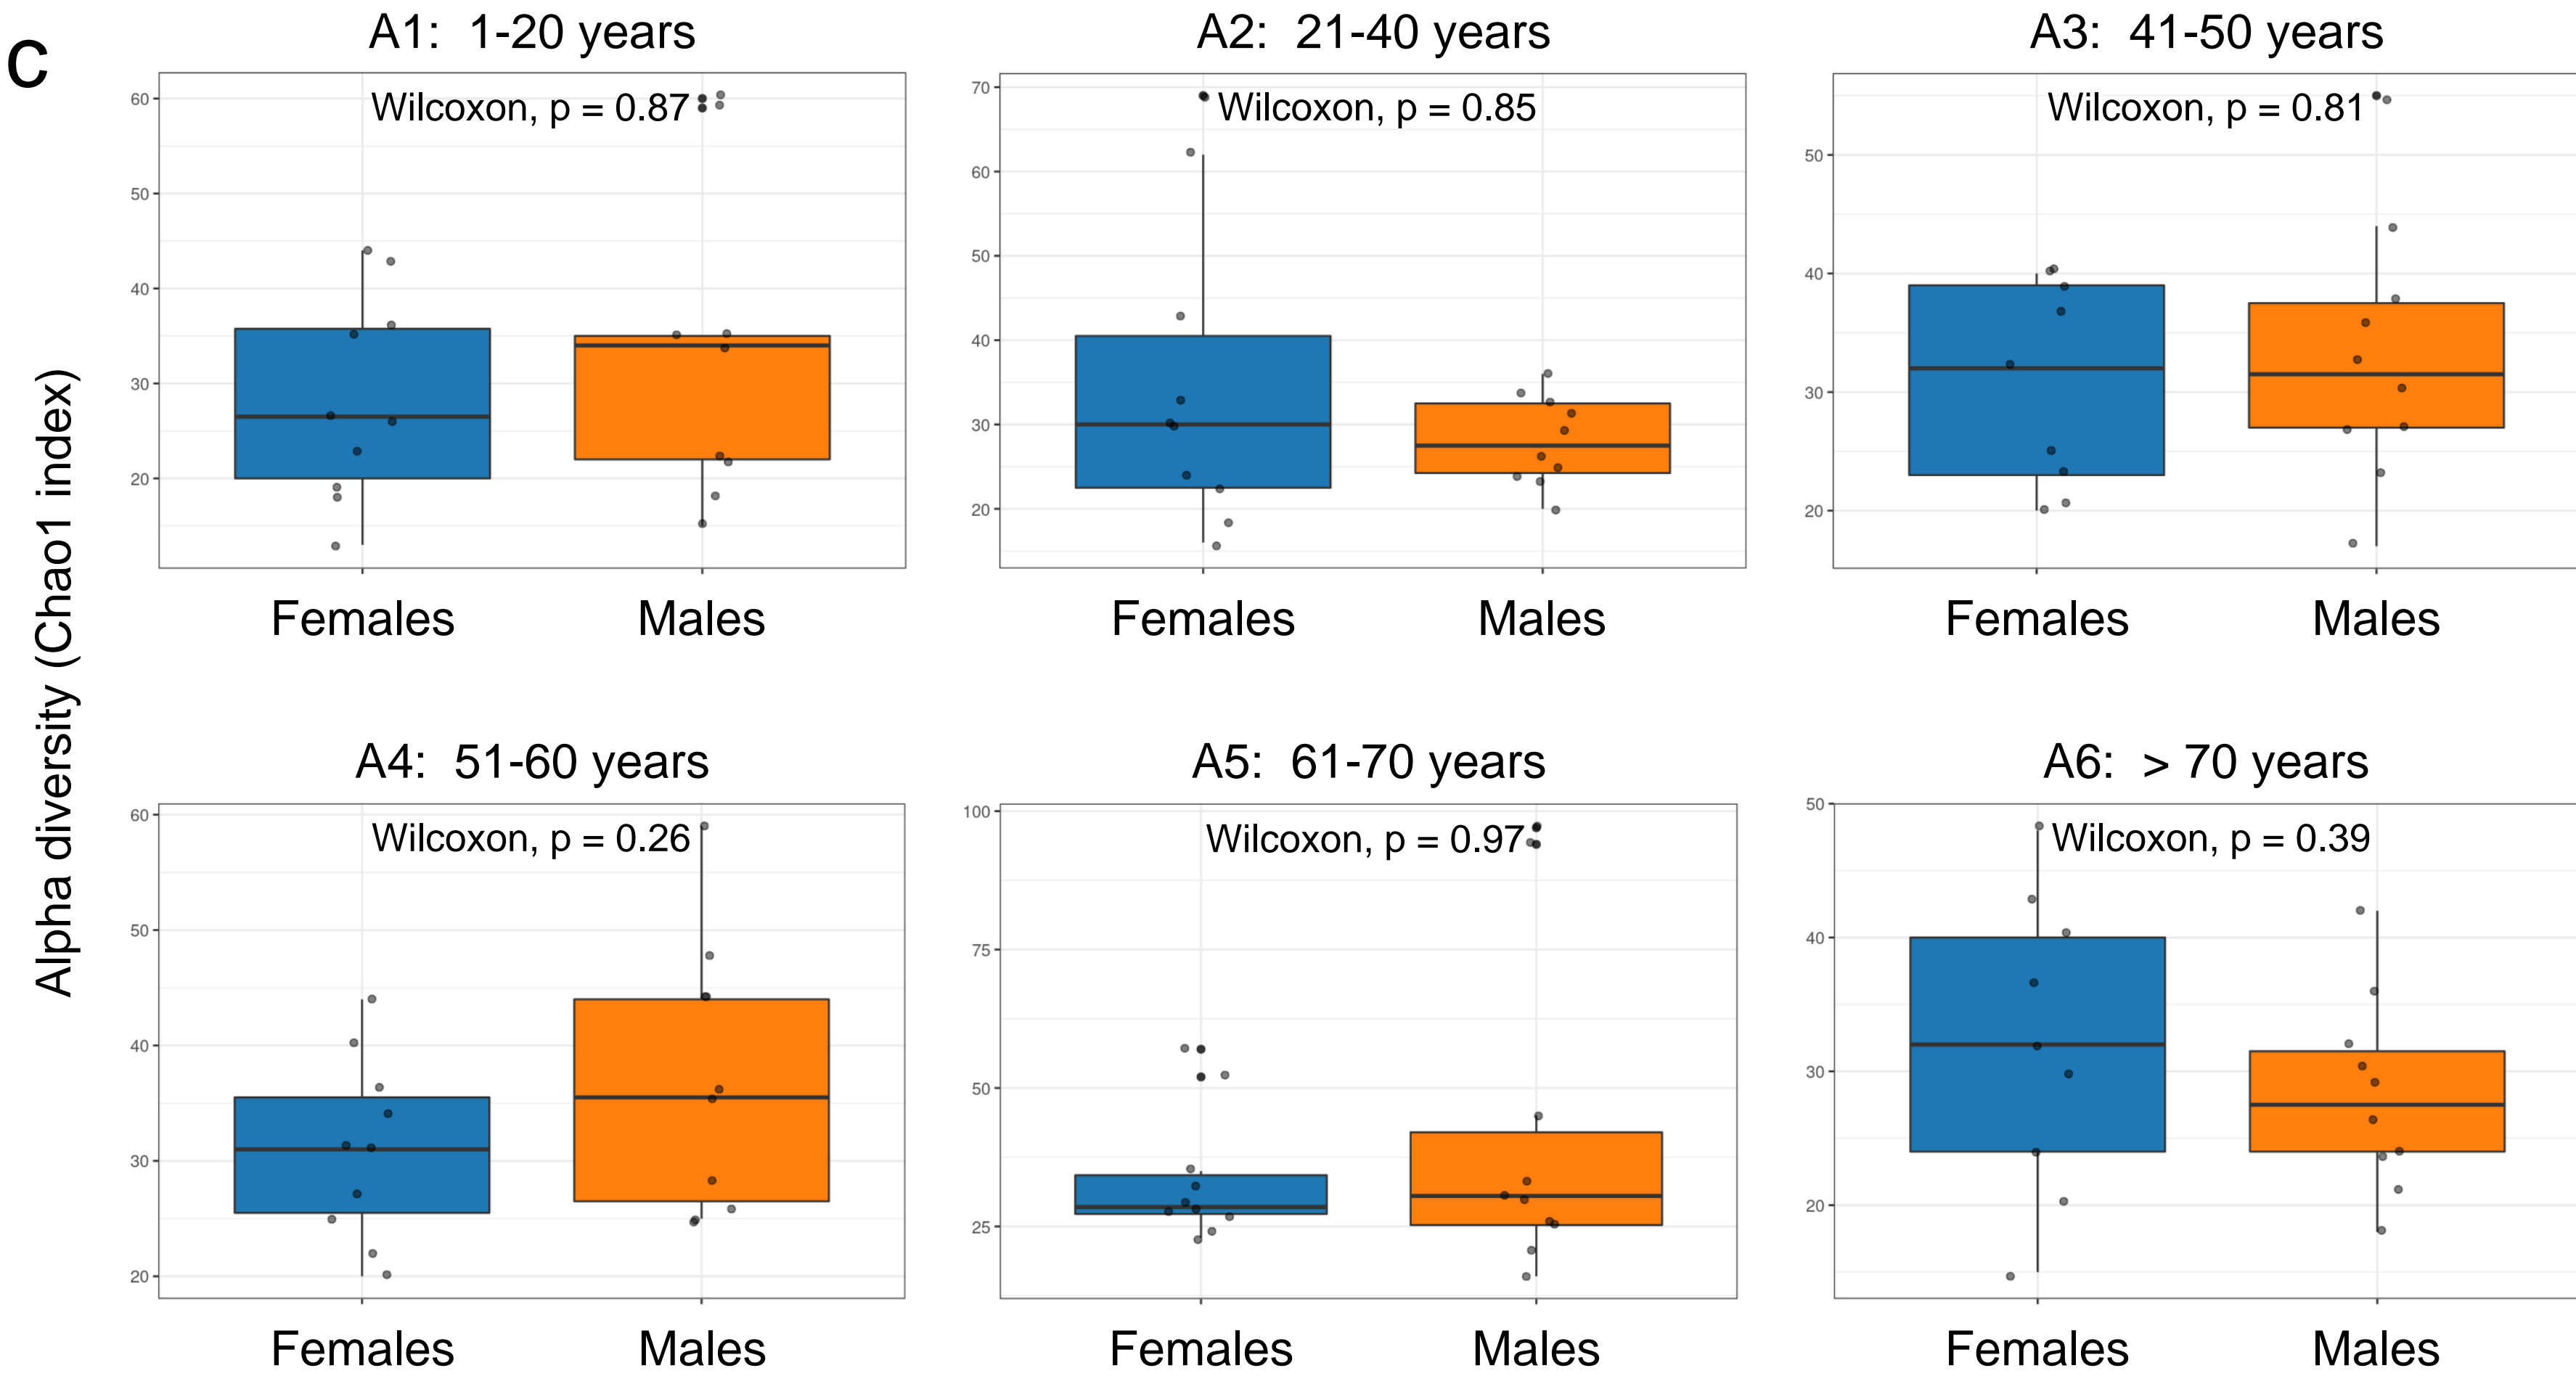 C
Alpha diversity (Chao1 index)
A1: 1-20 years
Wilcoxon, p = 0.87
60
50
40
30
20
Females Males
A2: 21-40 years
Wilcoxon, p = 0.85
70
60
50
40
30
20
Females Males
A3: 41-50 years
Wilcoxon, p = 0.81
50
40
30
20
Females Males
A4: 51-60 years
Wilcoxon, p = 0.26
60
50
40
30
20
Females Males
A5: 61-70 years
Wilcoxon, p = 0.97
100
75
50
25
Females Males
A6: > 70 years
Wilcoxon, p = 0.39
50
40
30
20
Females Males